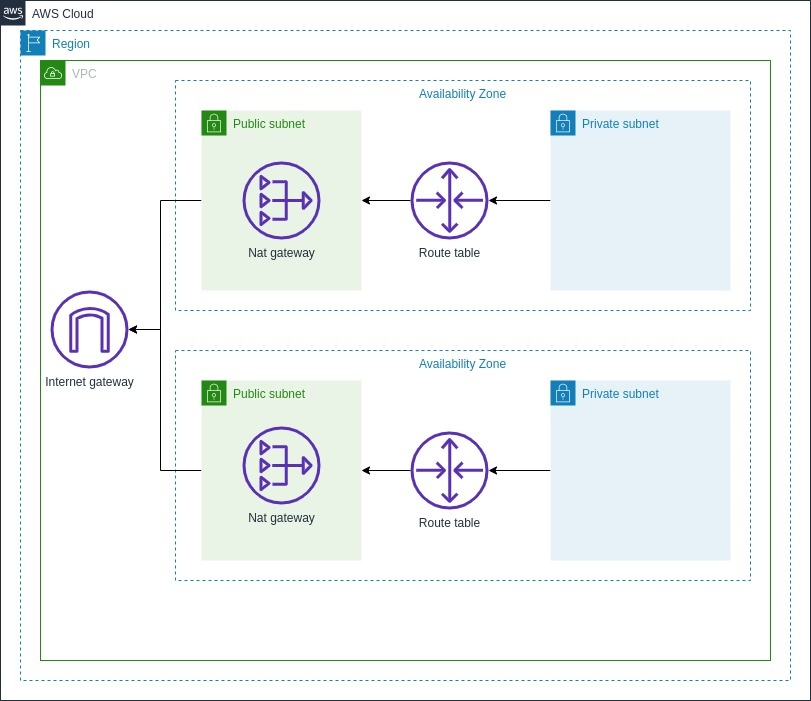 aws
AWS Cloud
Region
VPC
Availability Zone
Public subnet
Private subnet
Nat gateway
Route table
Internet gateway
Availability Zone
Public subnet
Private subnet
Nat gateway
Route table